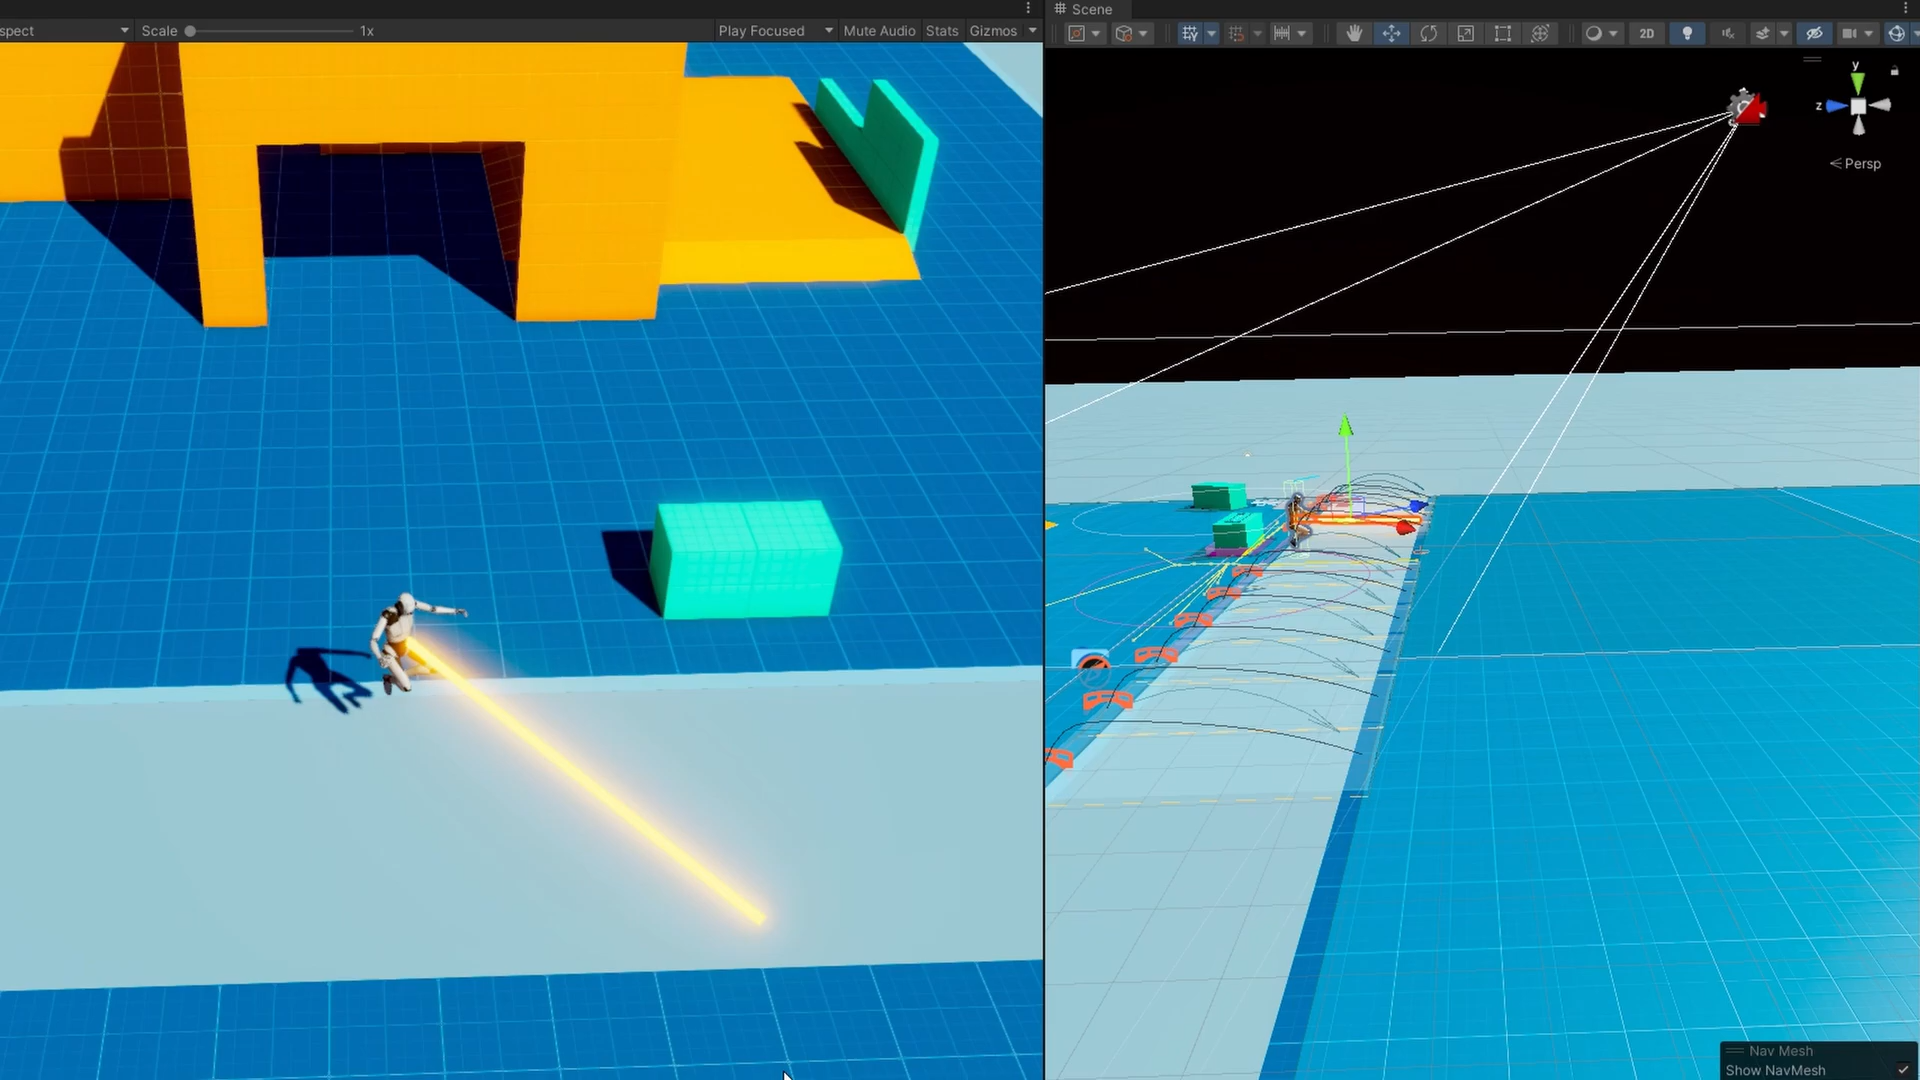 spect
Scale
1x
Play Focused
Mute Audio
Stats
Gizmos
Scene
2D
y
z
Persp
Nav Mesh
Show NavMesh